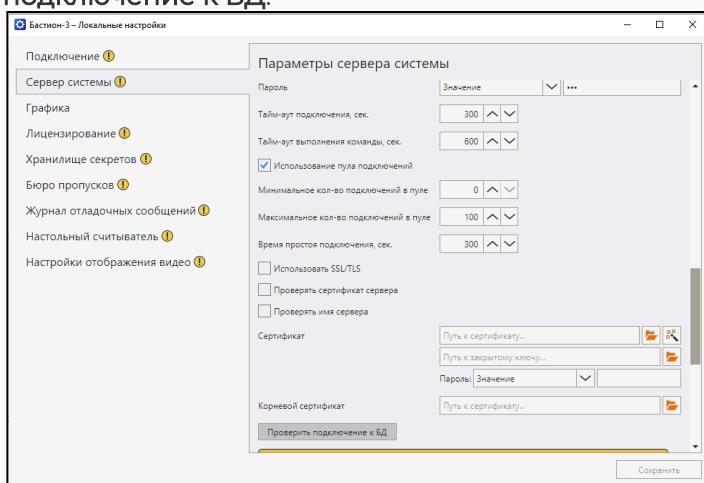 подключение к БД.
Бастион-3 – Локальные настройки
Подключение
Сервер системы
Графика
Лицензирование
Хранилище секретов
Бюро пропусков
Журнал отладочных сообщений
Настольный считыватель
Настройки отображения видео
Параметры сервера системы
Пароль Значение •••
Тайм-аут подключения, сек. 300
Тайм-аут выполнения команды, сек. 600
Использование пула подключений
Минимальное кол-во подключений в пуле 0
Максимальное кол-во подключений в пуле 100
Время простоя подключения, сек. 300
Использовать SSL/TLS
Проверять сертификат сервера
Проверять имя сервера
Сертификат Путь к сертификату...
Путь к закрытому ключу...
Пароль: Значение
Корневой сертификат Путь к сертификату...
Проверить подключение к БД
Сохранить